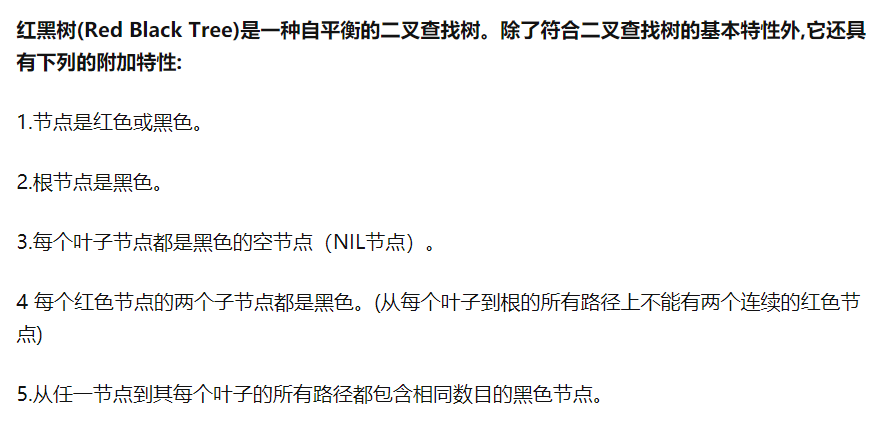 红黑树(Red Black Tree)是一种自平衡的二叉查找树。除了符合二叉查找树的基本特性外,它还具
有下列的附加特性:
1.节点是红色或黑色。
2.根节点是黑色。
3.每个叶子节点都是黑色的空节点（NIL节点）。
4 每个红色节点的两个子节点都是黑色。(从每个叶子到根的所有路径上不能有两个连续的红色节
点)
5.从任一节点到其每个叶子的所有路径都包含相同数目的黑色节点。